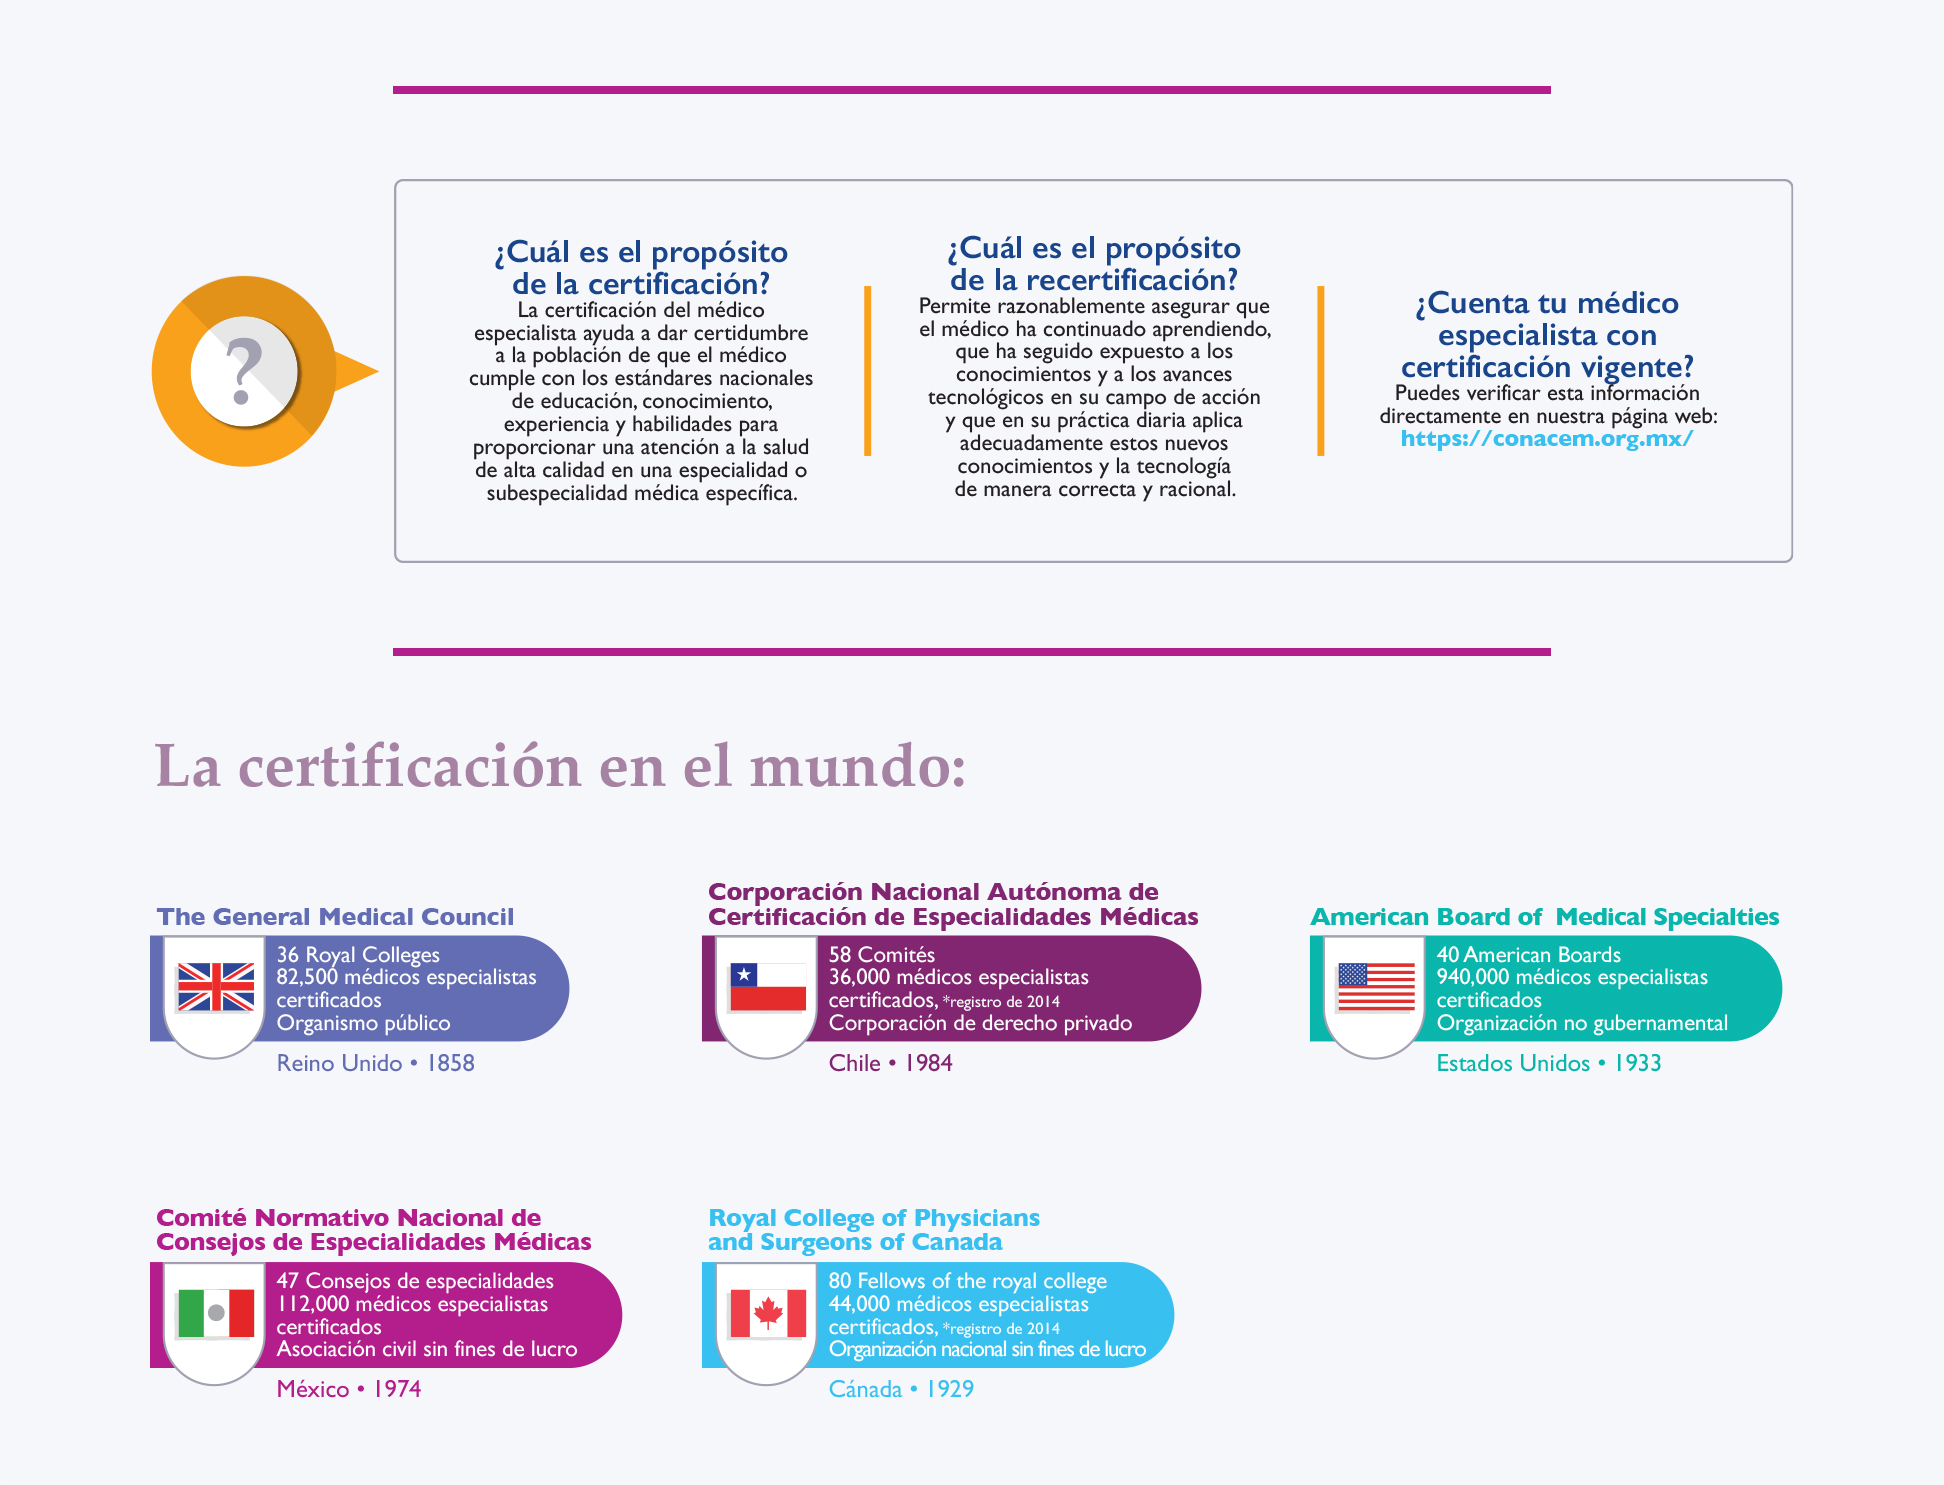 ?
¿Cuál es el propósito
de la certificación?
La certificación del médico
especialista ayuda a dar certidumbre
a la población de que el médico
cumple con los estándares nacionales
de educación, conocimiento,
experiencia y habilidades para
proporcionar una atención a la salud
de alta calidad en una especialidad o
subespecialidad médica específica.
¿Cuál es el propósito
de la recertificación?
Permite razonablemente asegurar que
el médico ha continuado aprendiendo,
que ha seguido expuesto a los
conocimientos y a los avances
tecnológicos en su campo de acción
y que en su práctica diaria aplica
adecuadamente estos nuevos
conocimientos y la tecnología
de manera correcta y racional.
¿Cuenta tu médico
especialista con
certificación vigente?
Puedes verificar esta información
directamente en nuestra página web:
https://conacem.org.mx/
La certificación en el mundo:
The General Medical Council
36 Royal Colleges
82,500 médicos especialistas
certificados
Organismo público
Reino Unido • 1858
Corporación Nacional Autónoma de
Certificación de Especialidades Médicas
58 Comités
36,000 médicos especialistas
certificados, *registro de 2014
Corporación de derecho privado
Chile • 1984
American Board of  Medical Specialties
40 American Boards
940,000 médicos especialistas
certificados
Organización no gubernamental
Estados Unidos • 1933
Comité Normativo Nacional de
Consejos de Especialidades Médicas
47 Consejos de especialidades
112,000 médicos especialistas
certificados
Asociación civil sin fines de lucro
México • 1974
Royal College of Physicians
and Surgeons of Canada
80 Fellows of the royal college
44,000 médicos especialistas
certificados, *registro de 2014
Organización nacional sin fines de lucro
Cánada • 1929